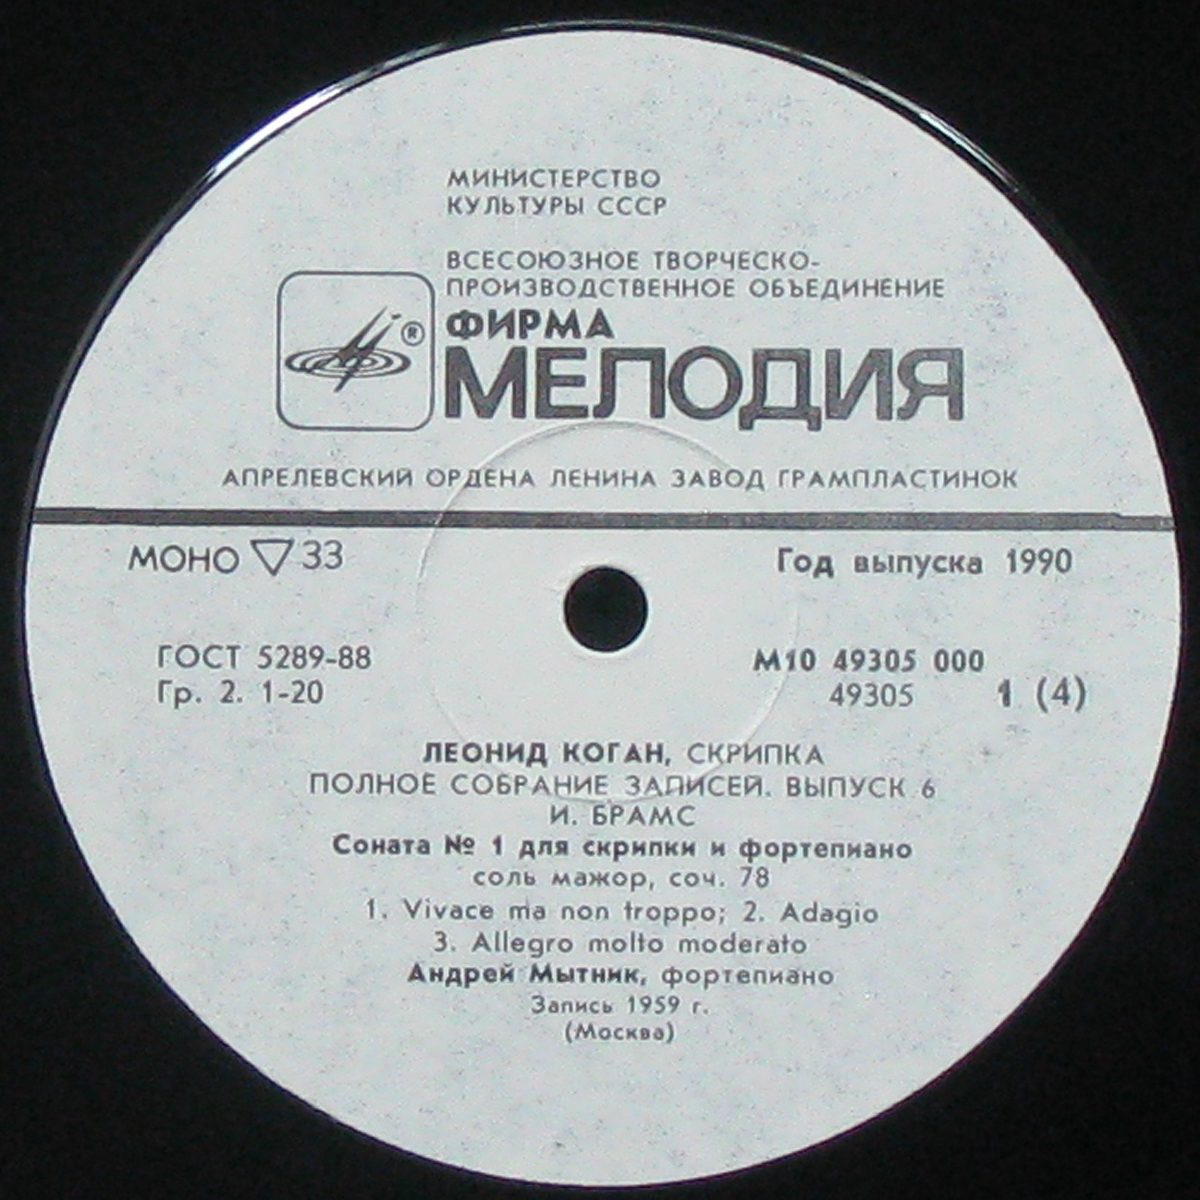 МИНИСТЕРСТВО
КУЛЬТУРЫ СССР
ВСЕСОЮЗНОЕ ТВОРЧЕСКО-
ПРОИЗВОДСТВЕННОЕ ОБЪЕДИНЕНИЕ
ФИРМА
®
МЕЛОДИЯ
АПРЕЛЕВСКИЙ ОРДЕНА ЛЕНИНА ЗАВОД ГРАМПЛАСТИНОК
МОНО ▽ 33
Год выпуска 1990
ГОСТ 5289-88
Гр. 2. 1-20
М10 49305 000
49305 1 (4)
ЛЕОНИД КОГАН, СКРИПКА
ПОЛНОЕ СОБРАНИЕ ЗАПИСЕЙ. ВЫПУСК 6
И. БРАМС
Соната № 1 для скрипки и фортепиано
соль мажор, соч. 78
1. Vivace ma non troppo; 2. Adagio
3. Allegro molto moderato
Андрей Мытник, фортепиано
Запись 1959 г.
(Москва)